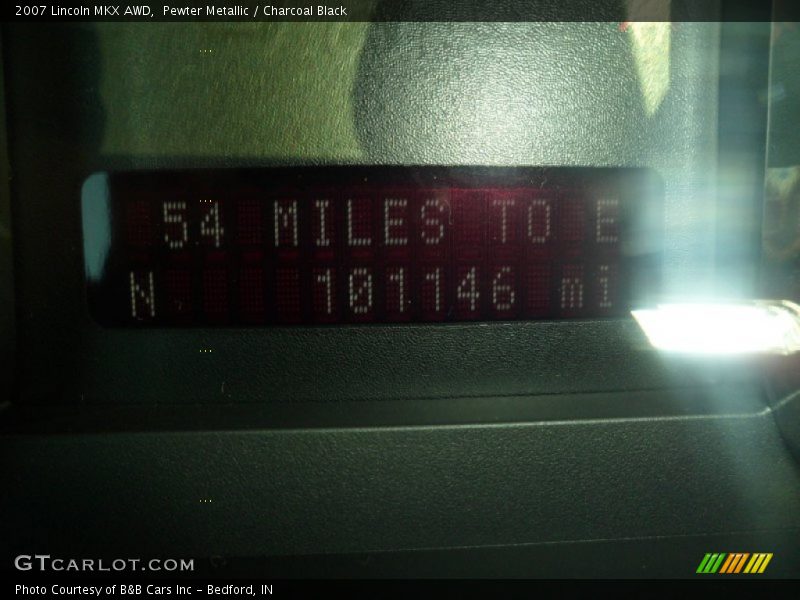 2007 Lincoln MKX AWD, Pewter Metallic / Charcoal Black
54 MILES TO E
N 101146 mi
GTCARLOT.COM
Photo Courtesy of B&B Cars Inc - Bedford, IN